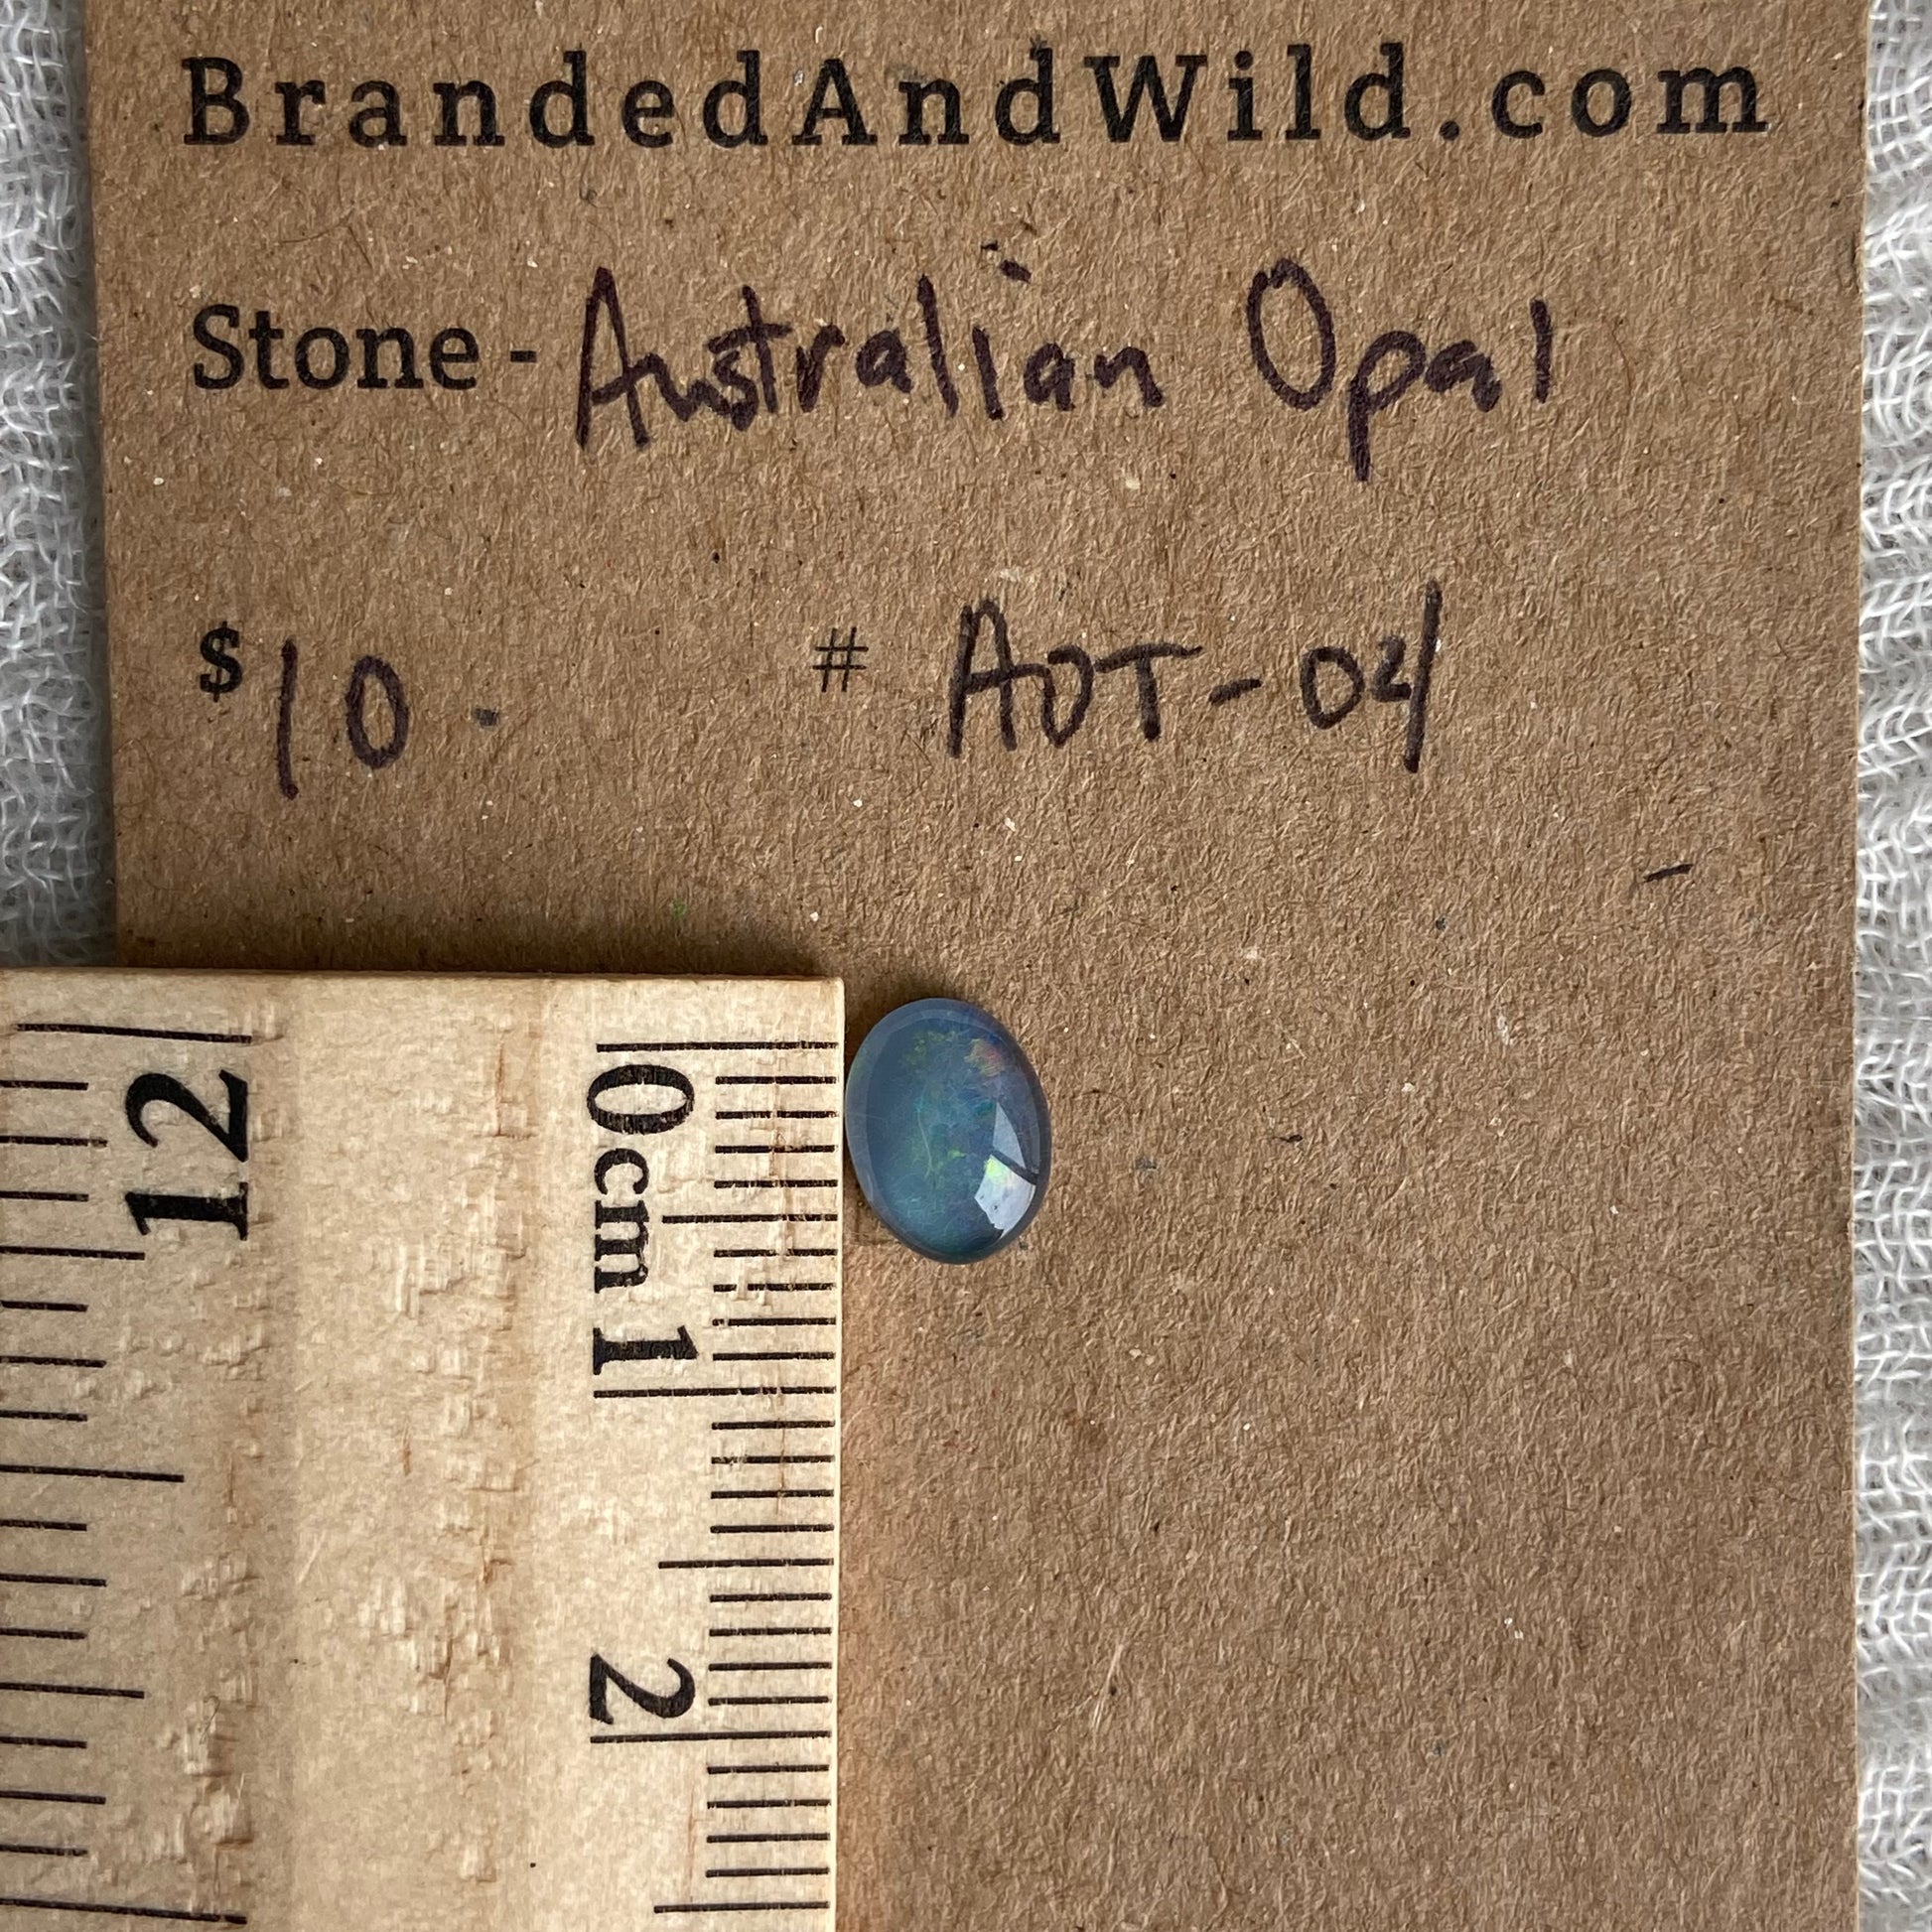 BrandedAndWild.com
Stone - Australian Opal
$10. # AOT-04
12
0cm 1
2